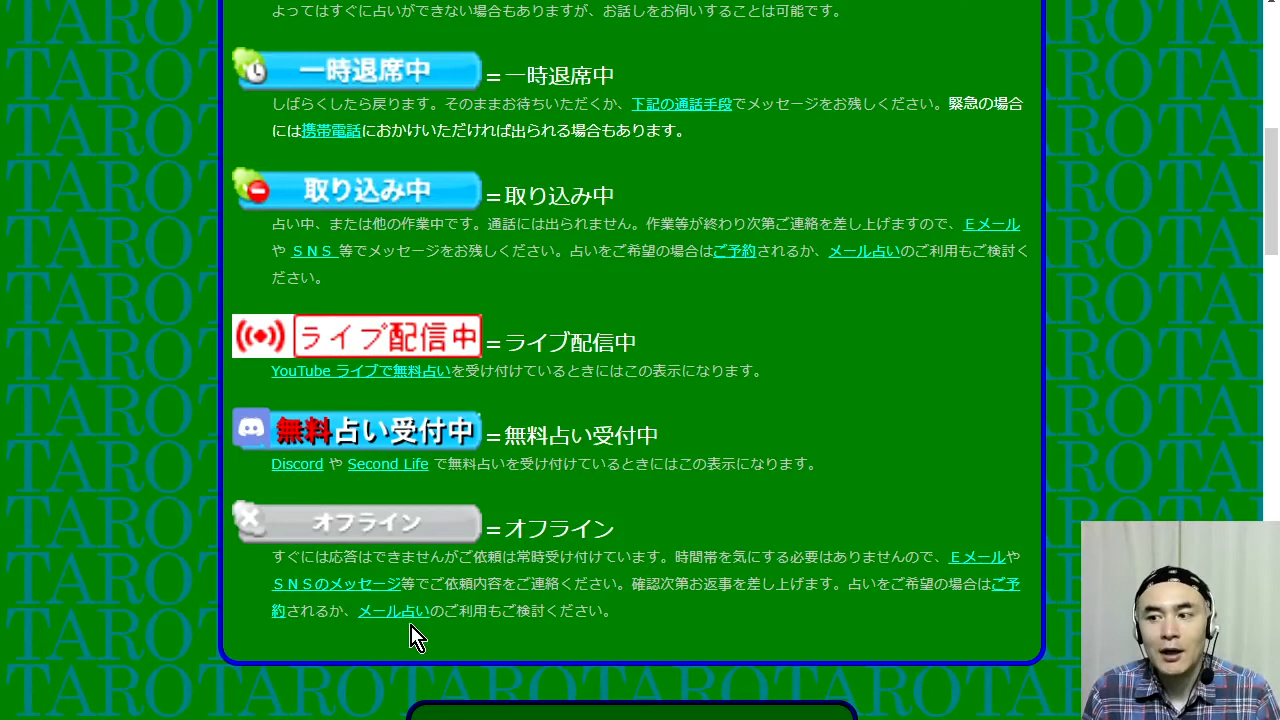 よってはすぐに占いができない場合もありますが、お話しをお伺いすることは可能です。
一時退席中 =一時退席中
しばらくしたら戻ります。そのままお待ちいただくか、下記の通話手段でメッセージをお残しください。緊急の場合
には携帯電話におかけいただければ出られる場合もあります。
取り込み中 =取り込み中
占い中、または他の作業中です。通話には出られません。作業等が終わり次第ご連絡を差し上げますので、Ｅメール
や ＳＮＳ 等でメッセージをお残しください。占いをご希望の場合はご予約されるか、メール占いのご利用もご検討く
ださい。
ライブ配信中 =ライブ配信中
YouTube ライブで無料占いを受け付けているときにはこの表示になります。
無料占い受付中 =無料占い受付中
Discord や Second Life で無料占いを受け付けているときにはこの表示になります。
オフライン =オフライン
すぐには応答はできませんがご依頼は常時受け付けています。時間帯を気にする必要はありませんので、Ｅメールや
ＳＮＳのメッセージ等でご依頼内容をご連絡ください。確認次第お返事を差し上げます。占いをご希望の場合はご予
約されるか、メール占いのご利用もご検討ください。
TAROT